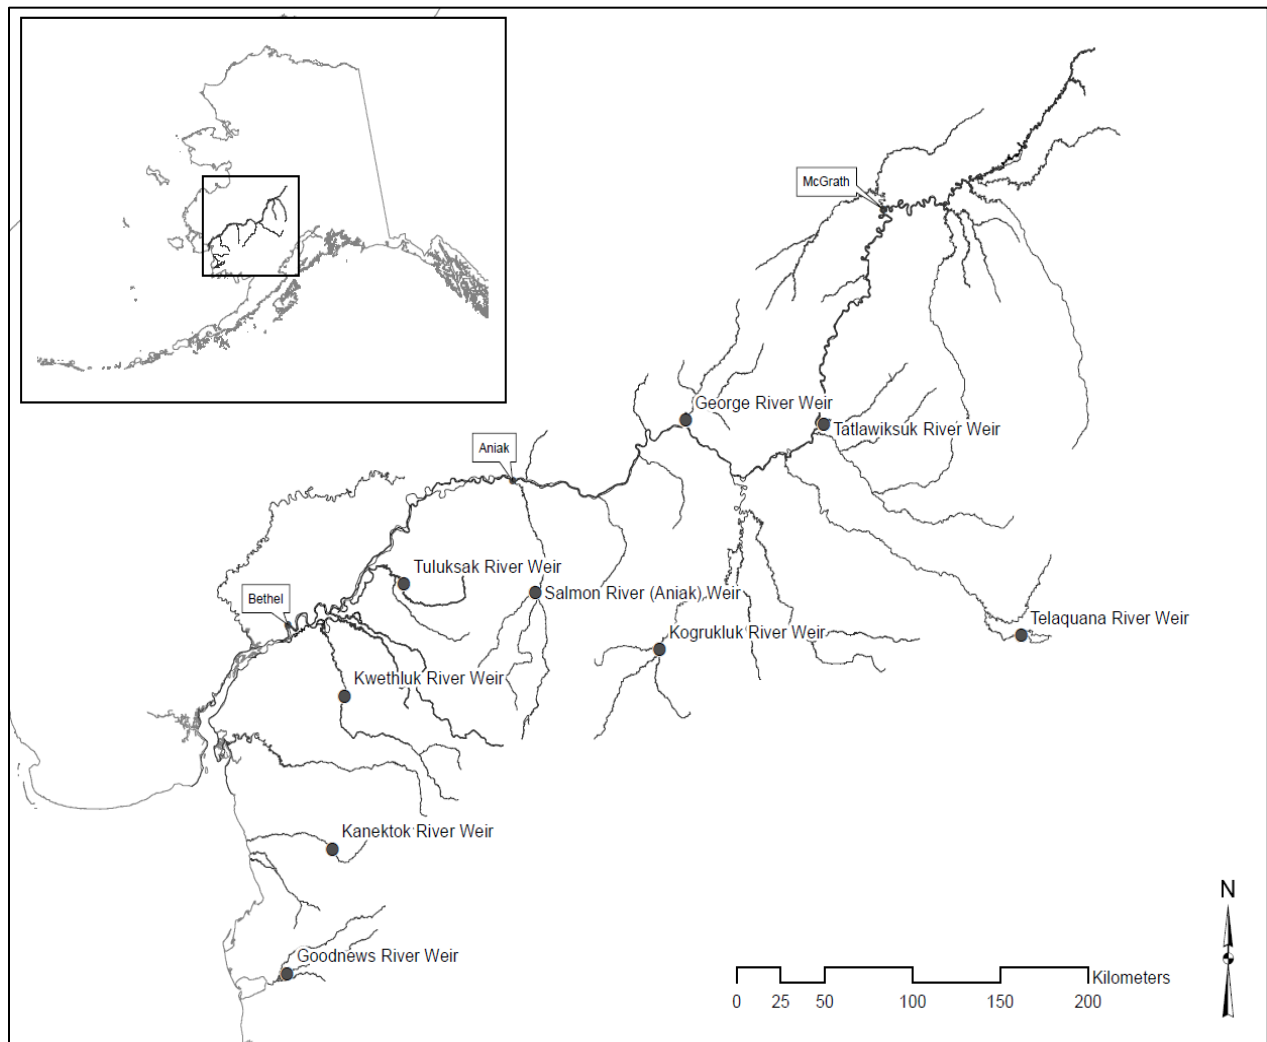 McGrath
George River Weir
Tatlawiksuk River Weir
Aniak
Tuluksak River Weir
Salmon River (Aniak) Weir
Bethel
Telaquana River Weir
Kogrukluk River Weir
Kwethluk River Weir
Kanektok River Weir
N
Goodnews River Weir
Kilometers
0 25 50 100 150 200